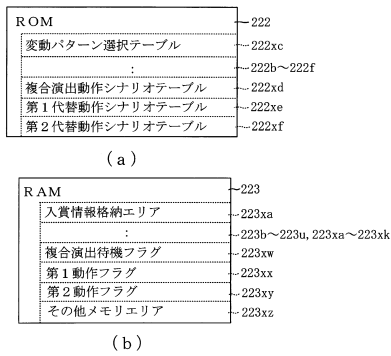 ROM 222
変動パターン選択テーブル 222xc
: 222b～222f
複合演出動作シナリオテーブル 222xd
第1代替動作シナリオテーブル 222xe
第2代替動作シナリオテーブル 222xf
(a)
RAM 223
入賞情報格納エリア 223xa
: 223b～223u, 223xa～223xk
複合演出待機フラグ 223xw
第1動作フラグ 223xx
第2動作フラグ 223xy
その他メモリエリア 223xz
(b)